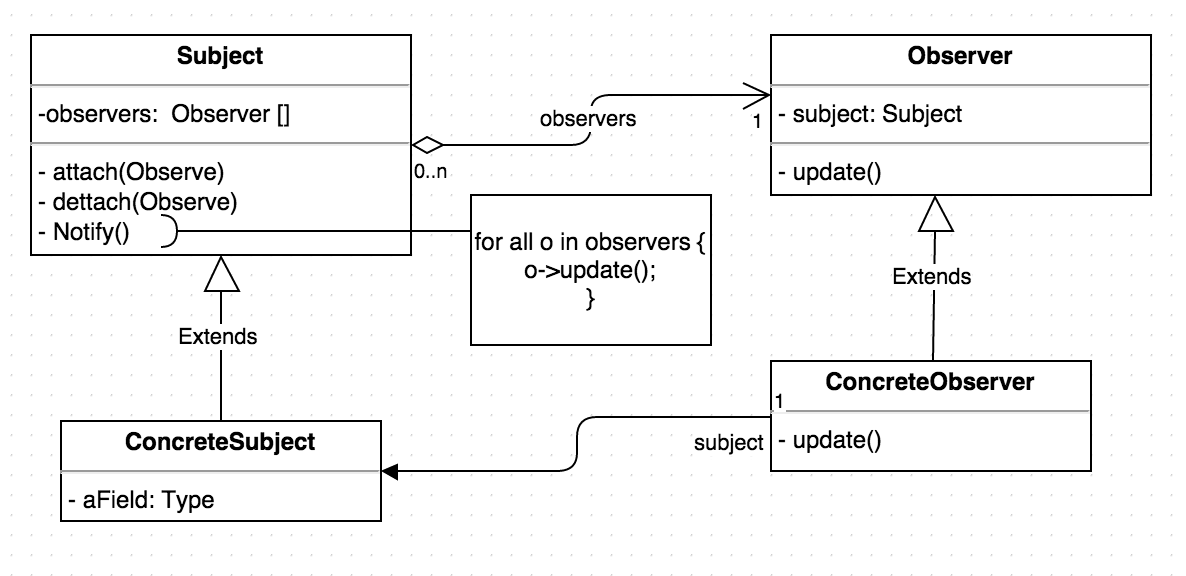 Subject
-observers:  Observer []
- attach(Observe)
- dettach(Observe)
- Notify()
observers
0..n
1
Observer
- subject: Subject
- update()
for all o in observers {
o->update();
}
Extends
Extends
ConcreteSubject
- aField: Type
subject
1
ConcreteObserver
- update()